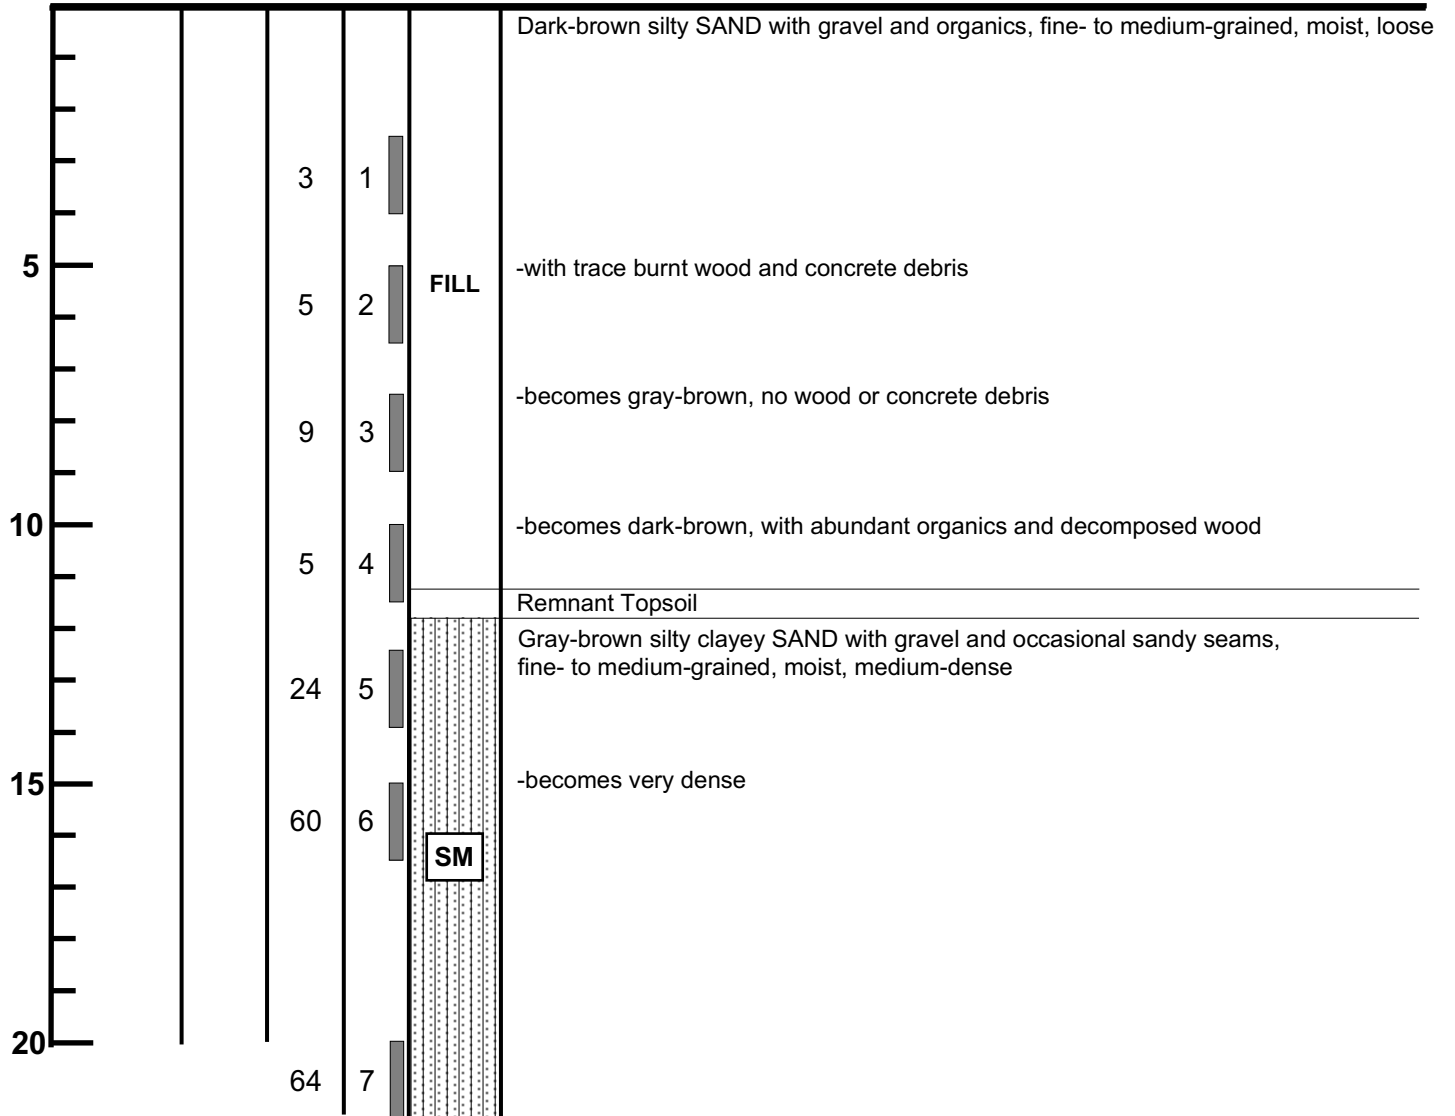 Dark-brown silty SAND with gravel and organics, fine- to medium-grained, moist, loose
3 1
5 -with trace burnt wood and concrete debris
FILL
5 2
-becomes gray-brown, no wood or concrete debris
9 3
10 -becomes dark-brown, with abundant organics and decomposed wood
5 4
Remnant Topsoil
Gray-brown silty clayey SAND with gravel and occasional sandy seams,
fine- to medium-grained, moist, medium-dense
24 5
15 -becomes very dense
60 6
SM
20
64 7